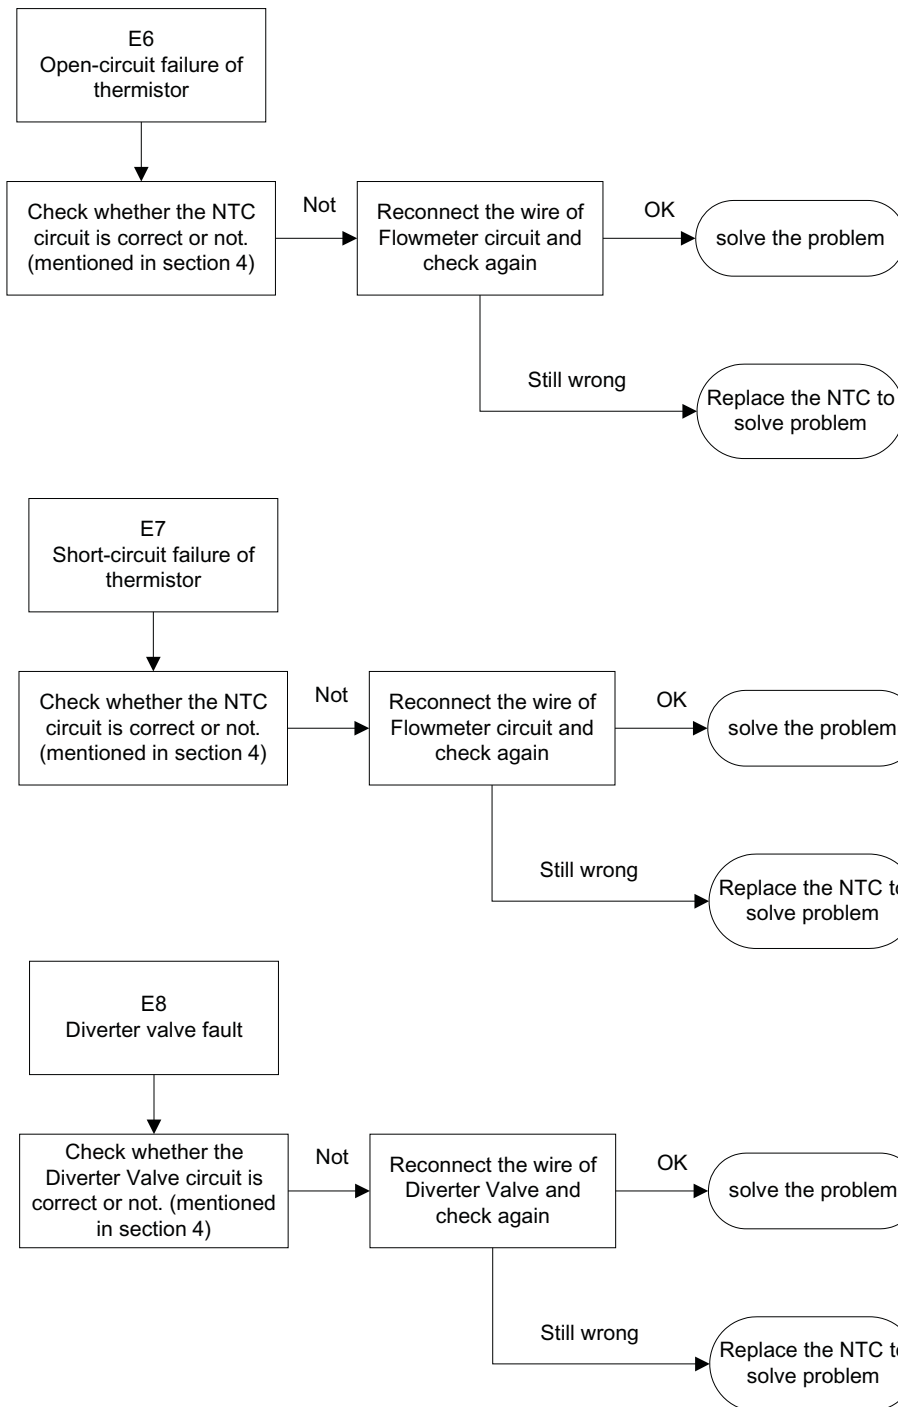 E6
Open-circuit failure of
thermistor
Check whether the NTC
circuit is correct or not.
(mentioned in section 4)
Not
Reconnect the wire of
Flowmeter circuit and
check again
OK
solve the problem
Still wrong
Replace the NTC to
solve problem
E7
Short-circuit failure of
thermistor
Check whether the NTC
circuit is correct or not.
(mentioned in section 4)
Not
Reconnect the wire of
Flowmeter circuit and
check again
OK
solve the problem
Still wrong
Replace the NTC to
solve problem
E8
Diverter valve fault
Check whether the
Diverter Valve circuit is
correct or not. (mentioned
in section 4)
Not
Reconnect the wire of
Diverter Valve and
check again
OK
solve the problem
Still wrong
Replace the NTC to
solve problem